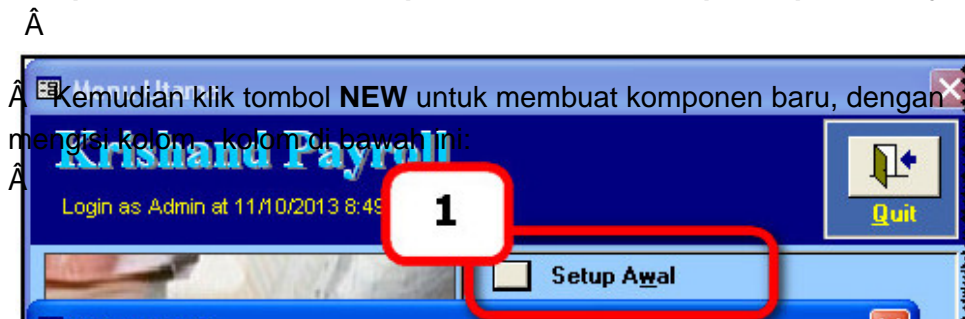 Â
Â Kemudian klik tombol NEW untuk membuat komponen baru, dengan
mengisi kolom - kolom di bawah ini:
Â
Krishand Payroll
Login as Admin at 11/10/2013 8:49
1
Quit
Setup Awal